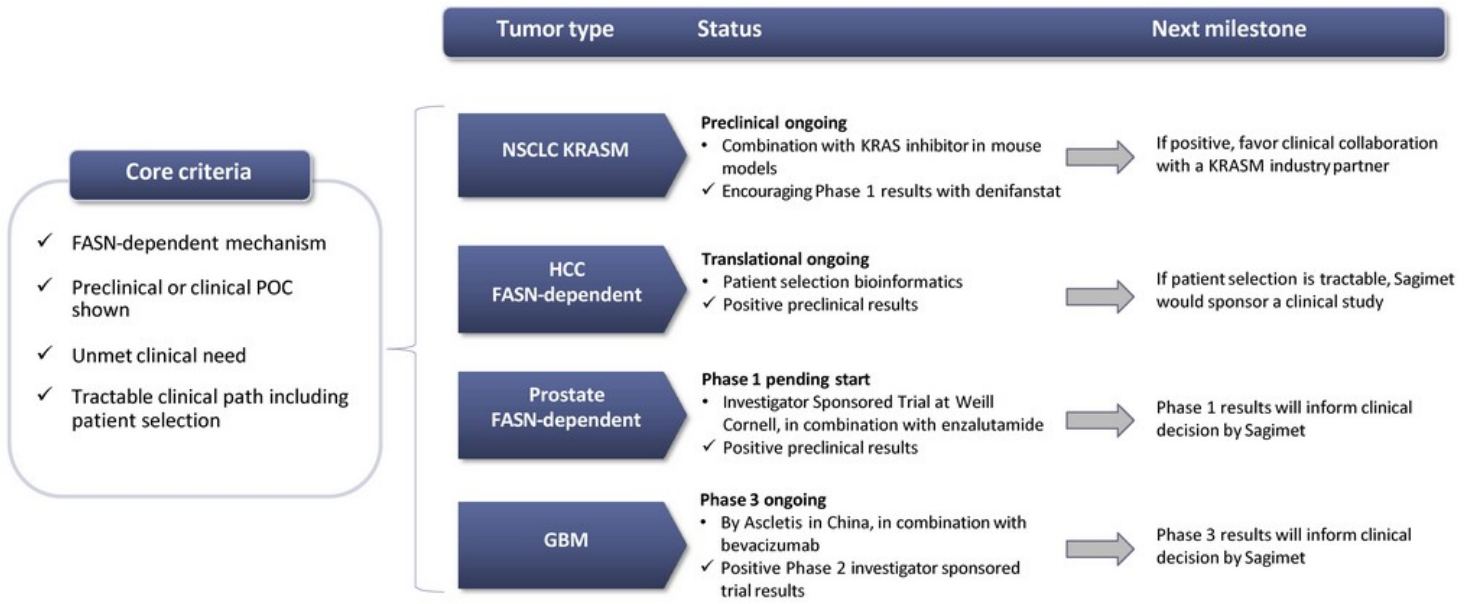 Tumor type Status Next milestone
Core criteria
✓ FASN-dependent mechanism
✓ Preclinical or clinical POC
shown
✓ Unmet clinical need
✓ Tractable clinical path including
patient selection
NSCLC KRASM
Preclinical ongoing
• Combination with KRAS inhibitor in mouse
models
✓ Encouraging Phase 1 results with denifanstat
If positive, favor clinical collaboration
with a KRASM industry partner
HCC
FASN-dependent
Translational ongoing
• Patient selection bioinformatics
✓ Positive preclinical results
If patient selection is tractable, Sagimet
would sponsor a clinical study
Prostate
FASN-dependent
Phase 1 pending start
• Investigator Sponsored Trial at Weill
Cornell, in combination with enzalutamide
✓ Positive preclinical results
Phase 1 results will inform clinical
decision by Sagimet
GBM
Phase 3 ongoing
• By Ascletis in China, in combination with
bevacizumab
✓ Positive Phase 2 investigator sponsored
trial results
Phase 3 results will inform clinical
decision by Sagimet